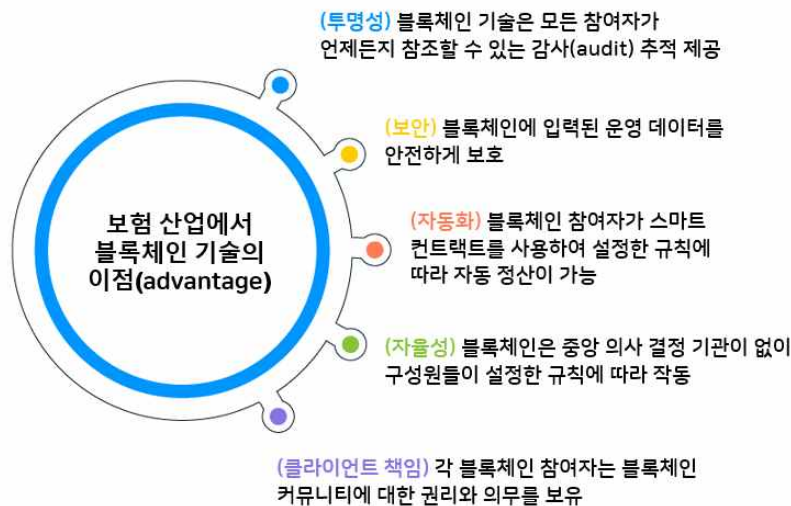 (투명성) 블록체인 기술은 모든 참여자가
언제든지 참조할 수 있는 감사(audit) 추적 제공
(보안) 블록체인에 입력된 운영 데이터를
안전하게 보호
보험 산업에서
블록체인 기술의
이점(advantage)
(자동화) 블록체인 참여자가 스마트
컨트랙트를 사용하여 설정한 규칙에
따라 자동 정산이 가능
(자율성) 블록체인은 중앙 의사 결정 기관이 없이
구성원들이 설정한 규칙에 따라 작동
(클라이언트 책임) 각 블록체인 참여자는 블록체인
커뮤니티에 대한 권리와 의무를 보유